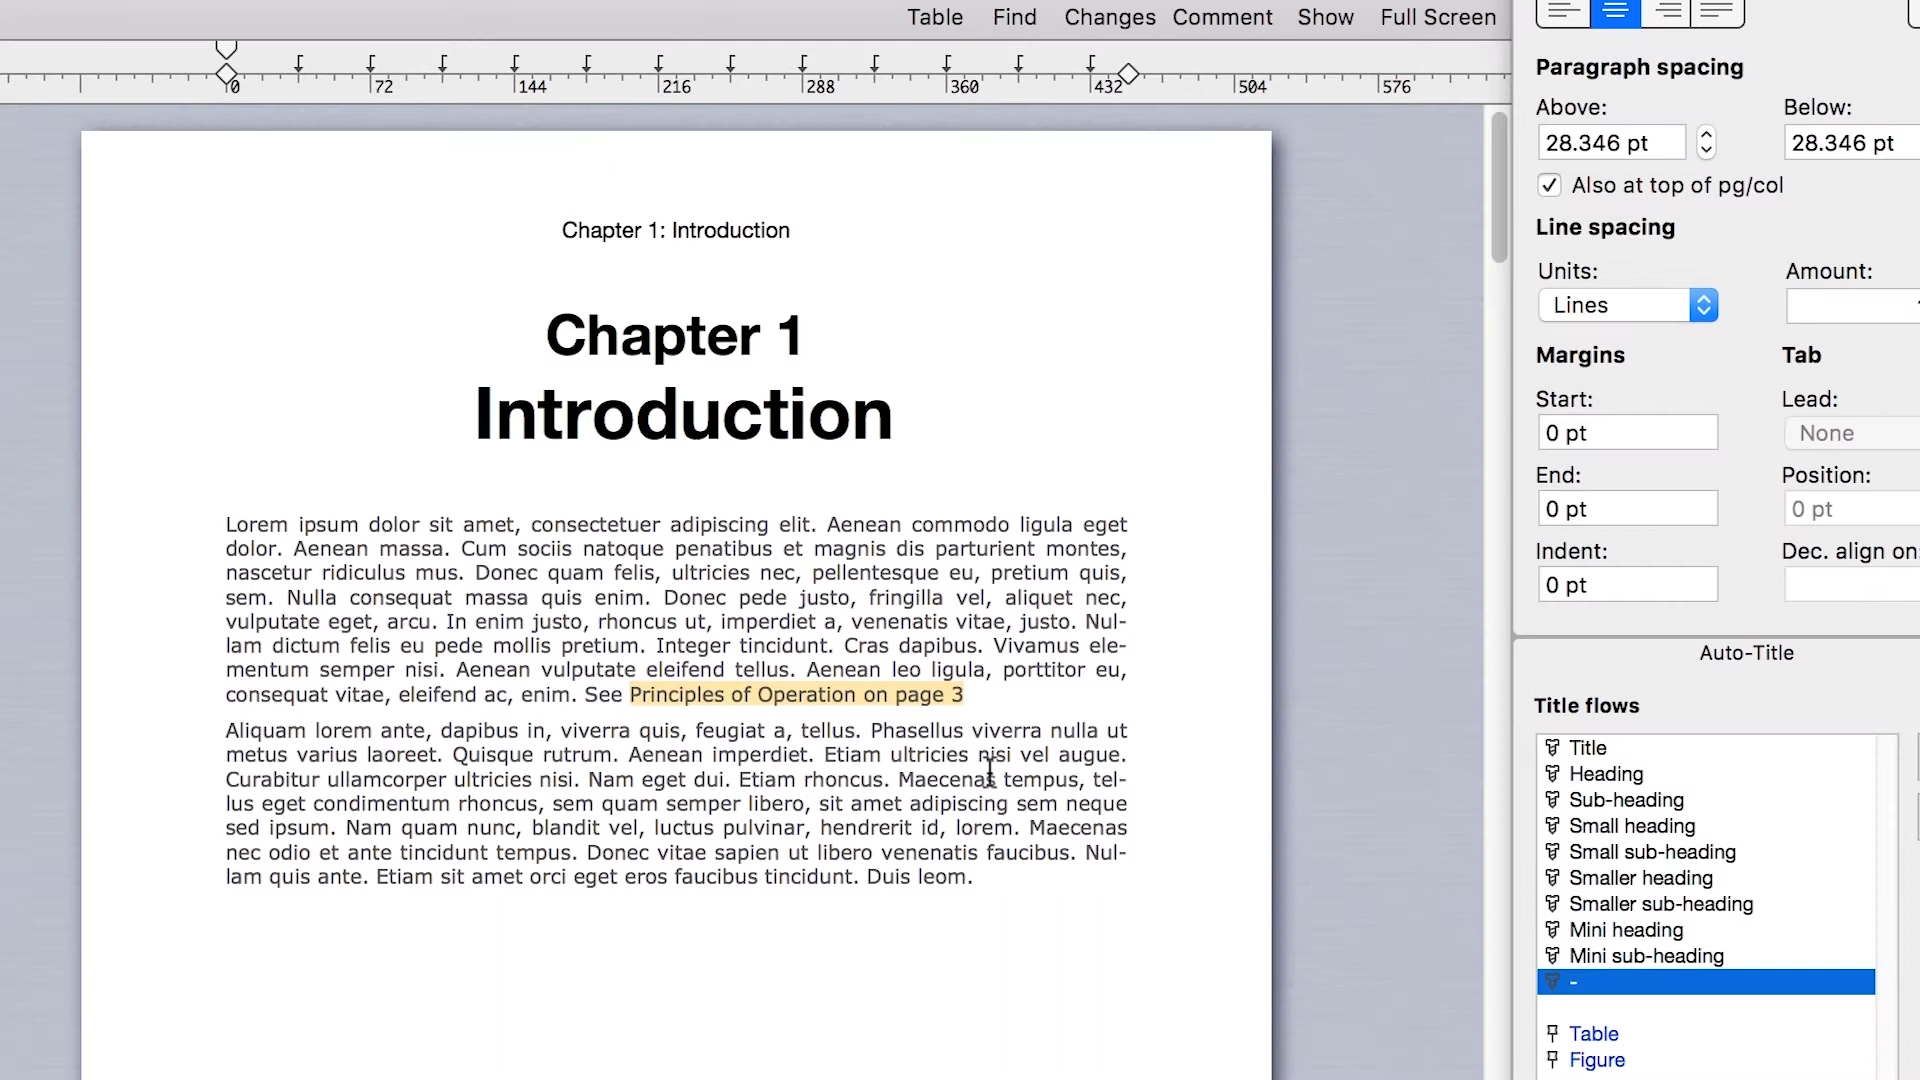 Table Find Changes Comment Show Full Screen
0 72 144 216 288 360 432 504 576
Chapter 1: Introduction
Chapter 1
Introduction
Lorem ipsum dolor sit amet, consectetuer adipiscing elit. Aenean commodo ligula eget
dolor. Aenean massa. Cum sociis natoque penatibus et magnis dis parturient montes,
nascetur ridiculus mus. Donec quam felis, ultricies nec, pellentesque eu, pretium quis,
sem. Nulla consequat massa quis enim. Donec pede justo, fringilla vel, aliquet nec,
vulputate eget, arcu. In enim justo, rhoncus ut, imperdiet a, venenatis vitae, justo. Nul-
lam dictum felis eu pede mollis pretium. Integer tincidunt. Cras dapibus. Vivamus ele-
mentum semper nisi. Aenean vulputate eleifend tellus. Aenean leo ligula, porttitor eu,
consequat vitae, eleifend ac, enim. See Principles of Operation on page 3
Aliquam lorem ante, dapibus in, viverra quis, feugiat a, tellus. Phasellus viverra nulla ut
metus varius laoreet. Quisque rutrum. Aenean imperdiet. Etiam ultricies nisi vel augue.
Curabitur ullamcorper ultricies nisi. Nam eget dui. Etiam rhoncus. Maecenas tempus, tel-
lus eget condimentum rhoncus, sem quam semper libero, sit amet adipiscing sem neque
sed ipsum. Nam quam nunc, blandit vel, luctus pulvinar, hendrerit id, lorem. Maecenas
nec odio et ante tincidunt tempus. Donec vitae sapien ut libero venenatis faucibus. Nul-
lam quis ante. Etiam sit amet orci eget eros faucibus tincidunt. Duis leom.
Paragraph spacing
Above: Below:
28.346 pt 28.346 pt
Also at top of pg/col
Line spacing
Units: Amount:
Lines
Margins Tab
Start: Lead:
0 pt None
End: Position:
0 pt 0 pt
Indent: Dec. align on:
0 pt
Auto-Title
Title flows
Title
Heading
Sub-heading
Small heading
Small sub-heading
Smaller heading
Smaller sub-heading
Mini heading
Mini sub-heading
-
Table
Figure